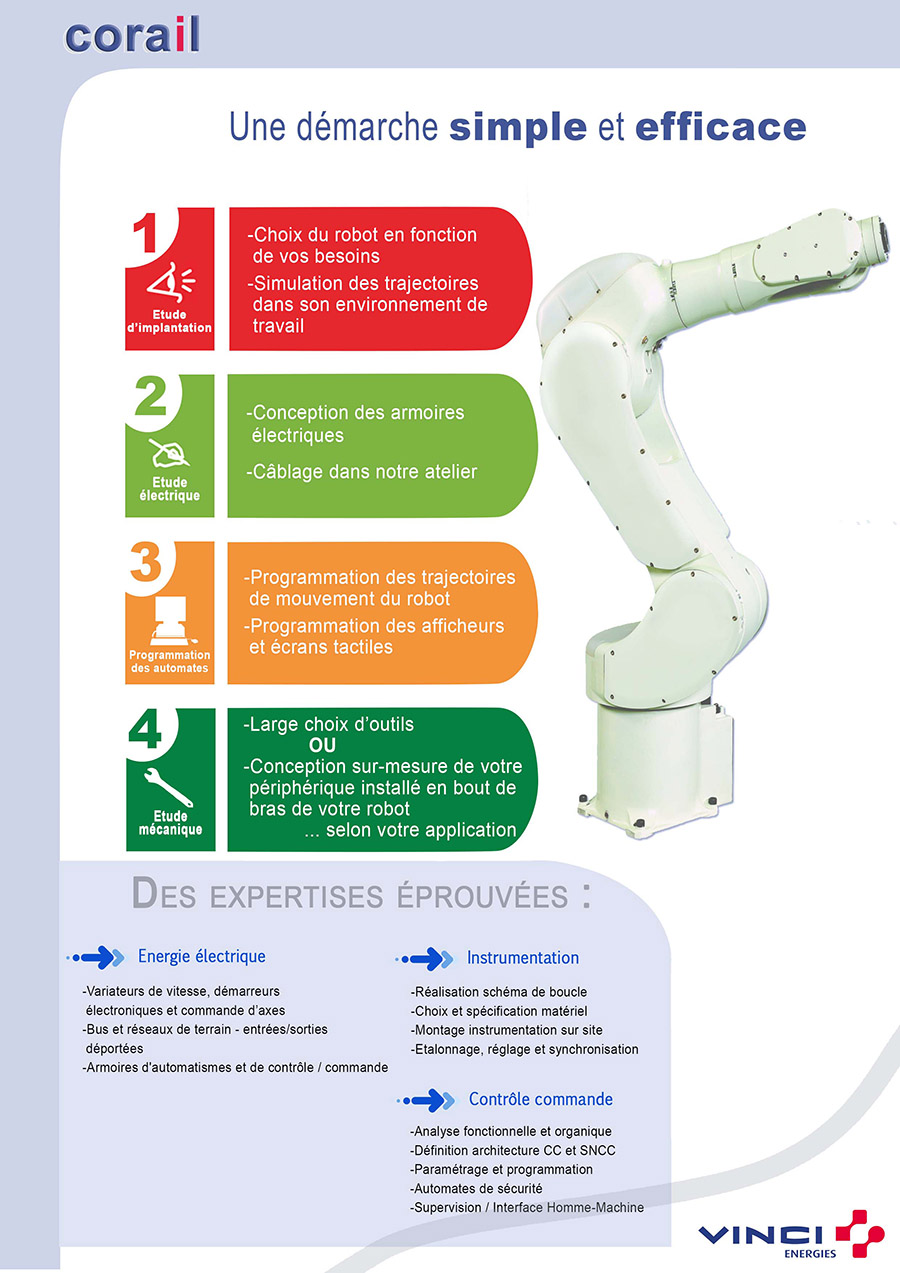 corail
Une démarche simple et efficace
1
Etude
d'implantation
-Choix du robot en fonction
de vos besoins
-Simulation des trajectoires
dans son environnement de
travail
2
Etude
électrique
-Conception des armoires
électriques
-Câblage dans notre atelier
3
Programmation
des automates
-Programmation des trajectoires
de mouvement du robot
-Programmation des afficheurs
et écrans tactiles
4
Etude
mécanique
-Large choix d'outils
OU
-Conception sur-mesure de votre
périphérique installé en bout de
bras de votre robot
... selon votre application
DES EXPERTISES ÉPROUVÉES :
Energie électrique
-Variateurs de vitesse, démarreurs
électroniques et commande d'axes
-Bus et réseaux de terrain - entrées/sorties
déportées
-Armoires d'automatismes et de contrôle / commande
Instrumentation
-Réalisation schéma de boucle
-Choix et spécification matériel
-Montage instrumentation sur site
-Etalonnage, réglage et synchronisation
Contrôle commande
-Analyse fonctionnelle et organique
-Définition architecture CC et SNCC
-Paramétrage et programmation
-Automates de sécurité
-Supervision / Interface Homme-Machine
VINCI
ENERGIES